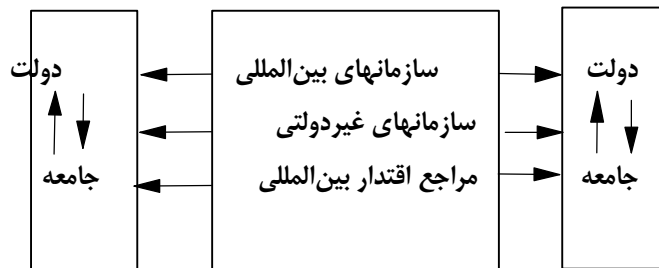 دولت
سازمانهای بین‌المللی
دولت
سازمانهای غیردولتی
جامعه
مراجع اقتدار بین‌المللی
جامعه